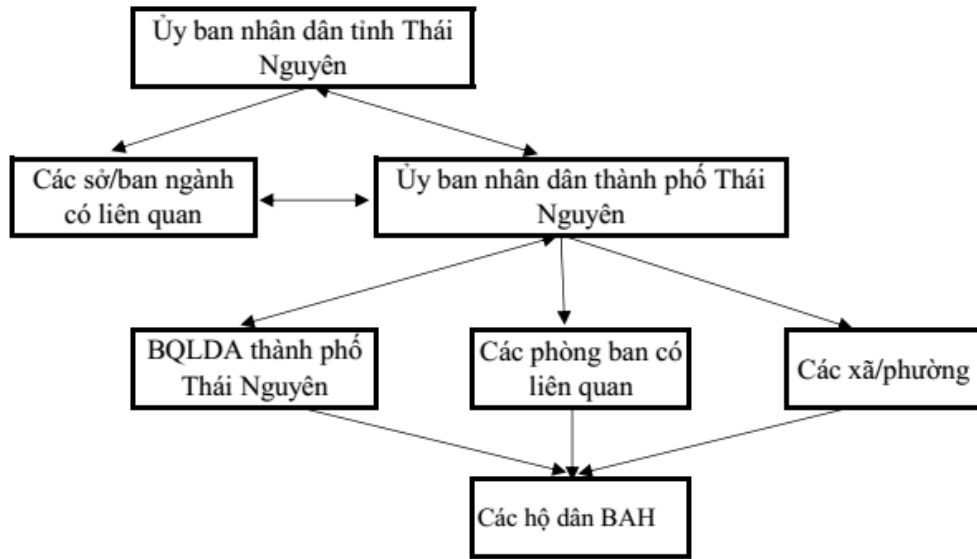 Ủy ban nhân dân tỉnh Thái
Nguyên
Các sở/ban ngành
có liên quan
Ủy ban nhân dân thành phố Thái
Nguyên
BQLDA thành phố
Thái Nguyên
Các phòng ban có
liên quan
Các xã/phường
Các hộ dân BAH